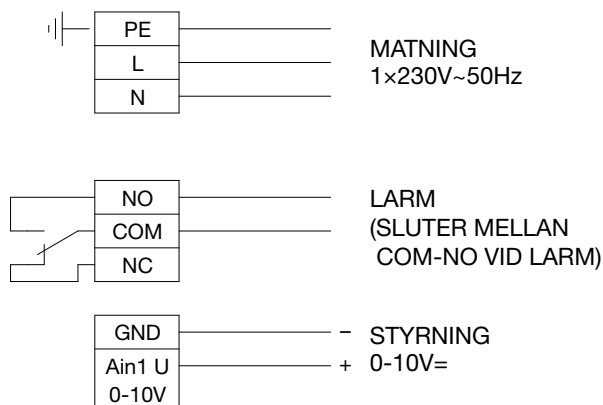 PE
L
N
MATNING
1×230V~50Hz
NO
COM
NC
LARM
(SLUTER MELLAN
COM-NO VID LARM)
GND
Ain1 U
0-10V
− STYRNING
+ 0-10V=